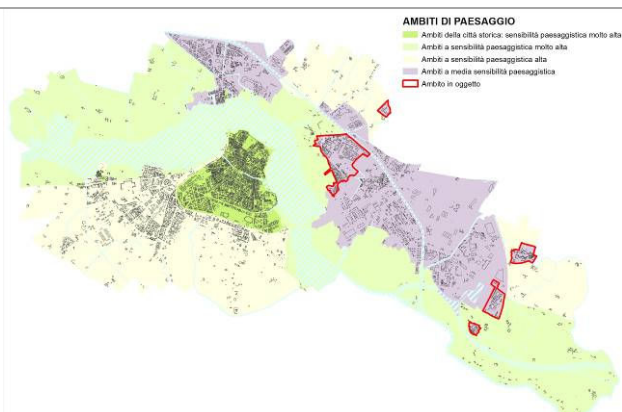 AMBITI DI PAESAGGIO
Ambiti della città storica: sensibilità paesaggistica molto alta
Ambiti a sensibilità paesaggistica molto alta
Ambiti a sensibilità paesaggistica alta
Ambiti a media sensibilità paesaggistica
Ambito in oggetto